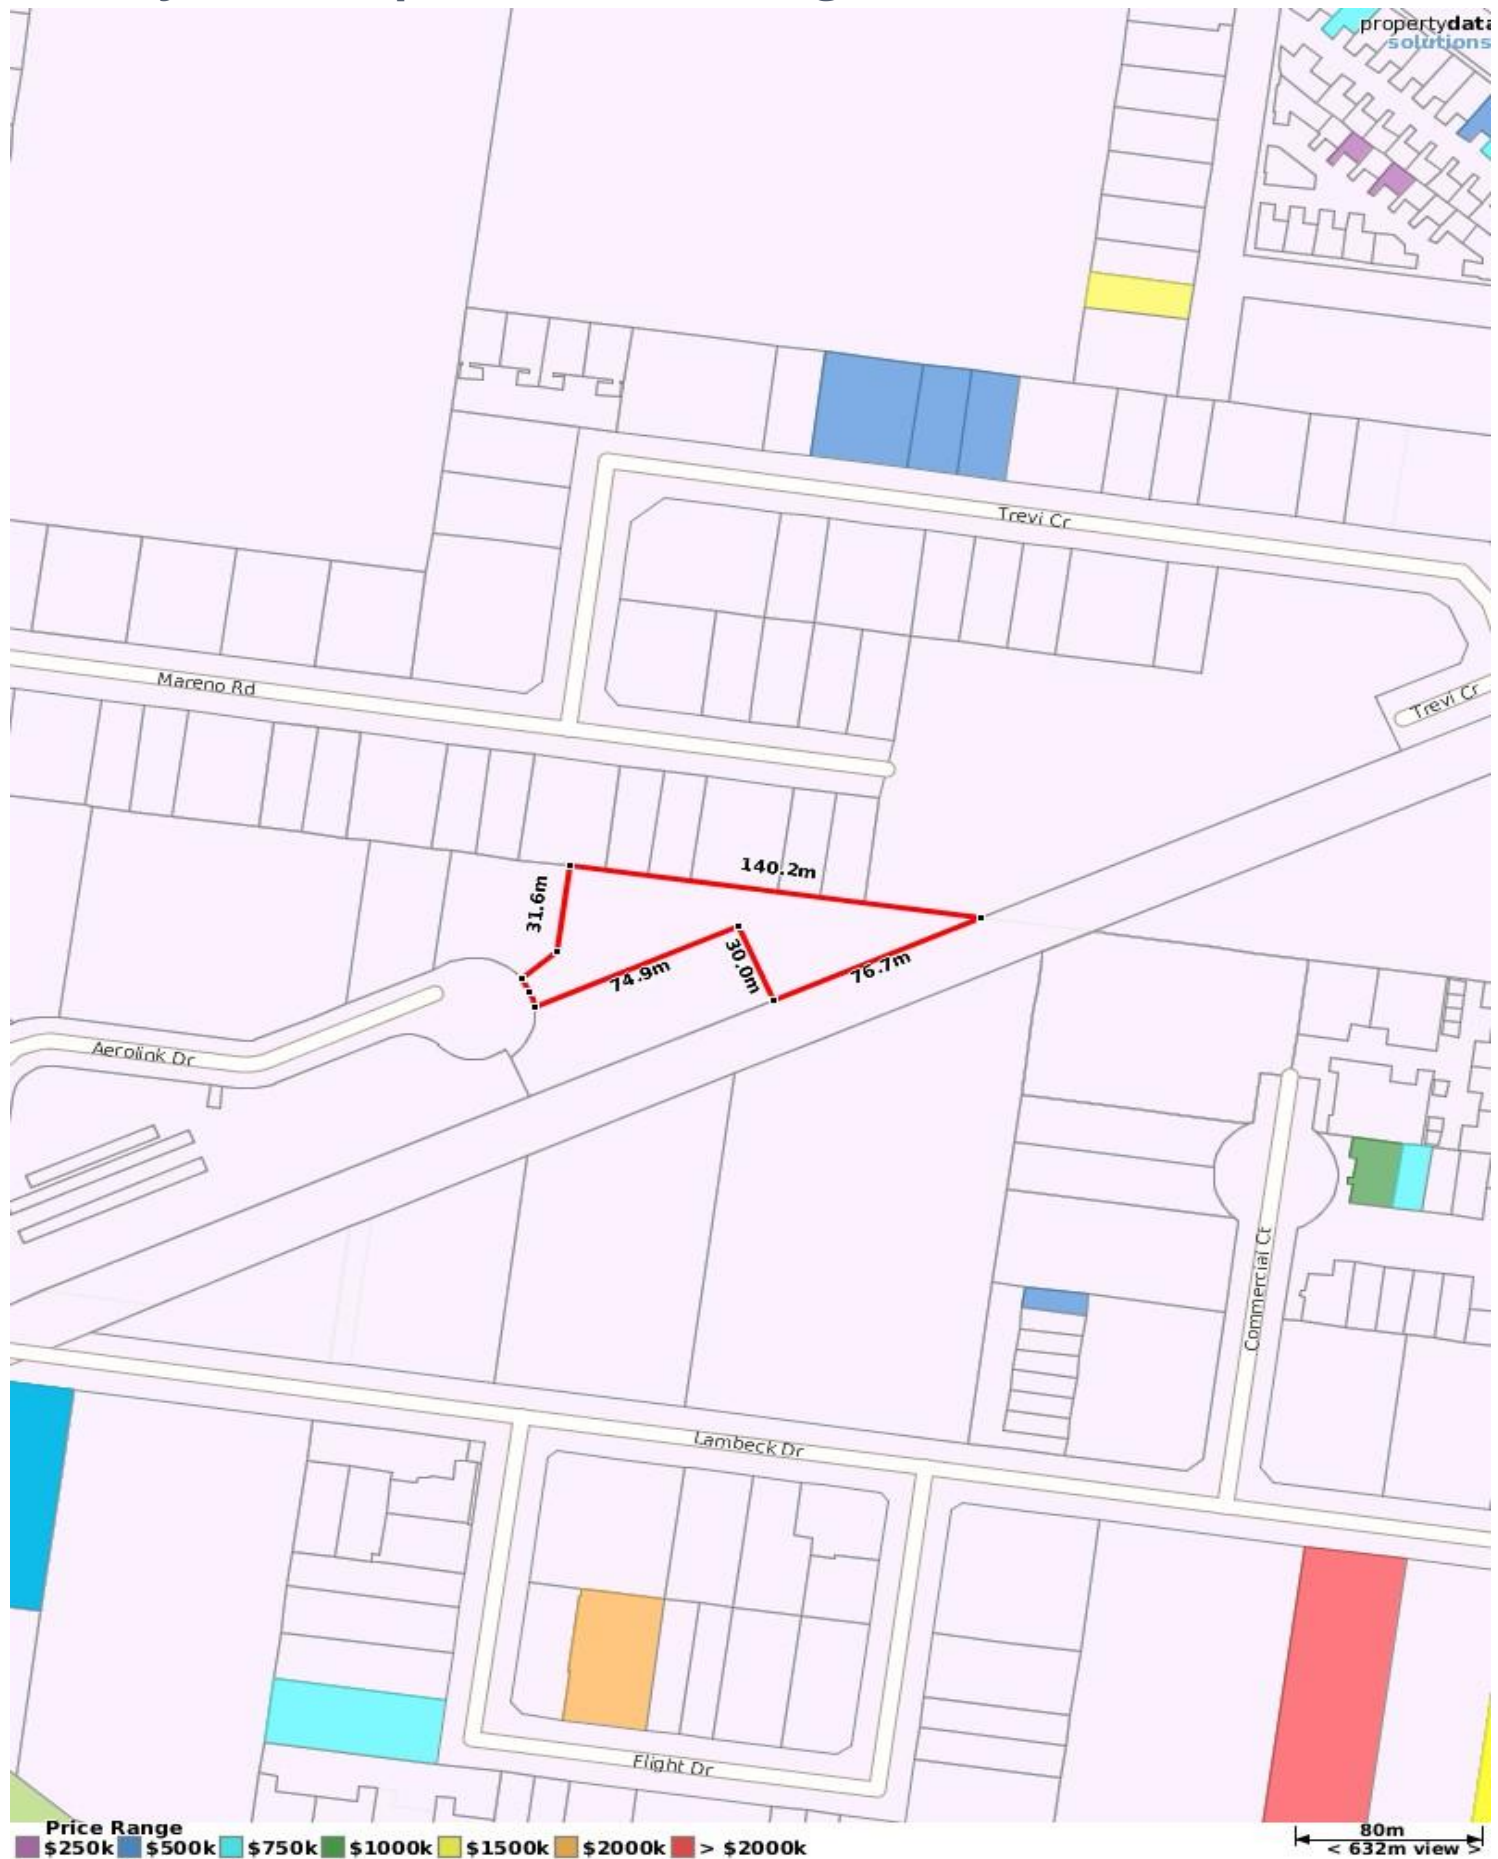 propertydata
solutions
Trevi Cr
Mareno Rd
Trevi Cr
140.2m
31.6m
74.9m
30.0m
76.7m
Aerolink Dr
Commercial Ct
Lambeck Dr
Flight Dr
Price Range
$250k $500k $750k $1000k $1500k $2000k > $2000k
80m
< 632m view >